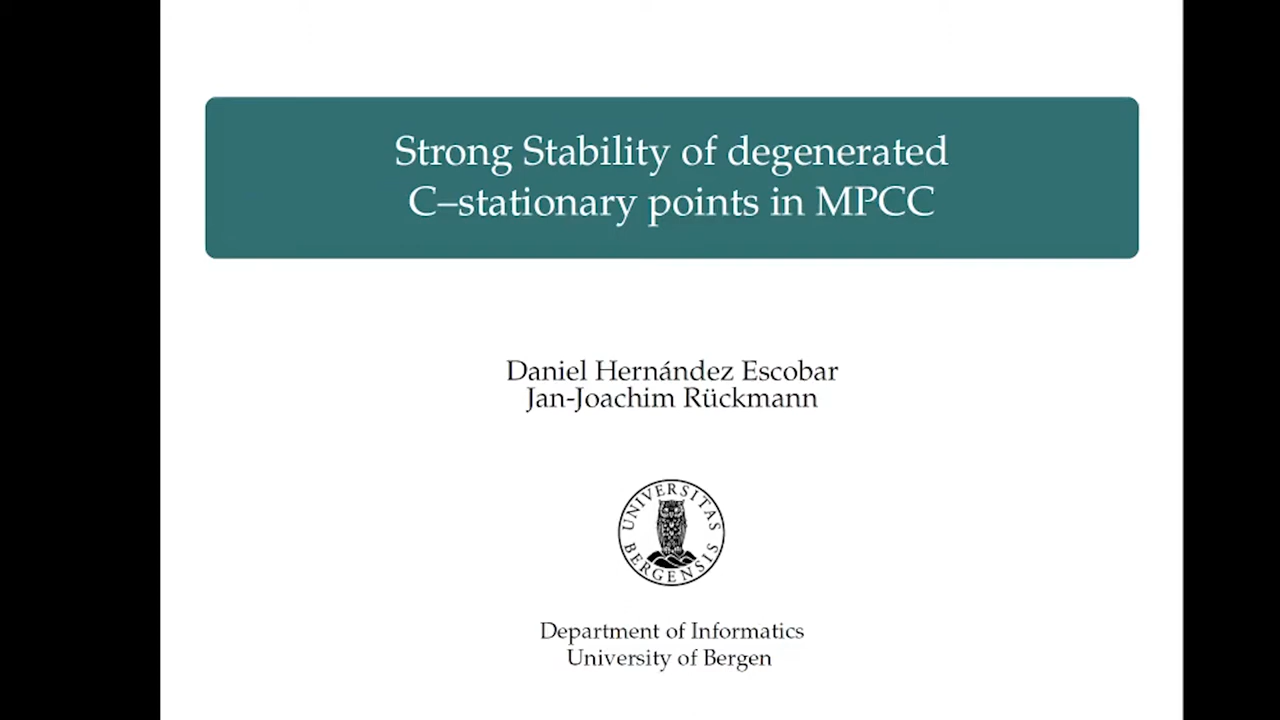 Strong Stability of degenerated
C–stationary points in MPCC
Daniel Hernández Escobar
Jan-Joachim Rückmann
UNIVERSITAS
BERGENSIS
Department of Informatics
University of Bergen